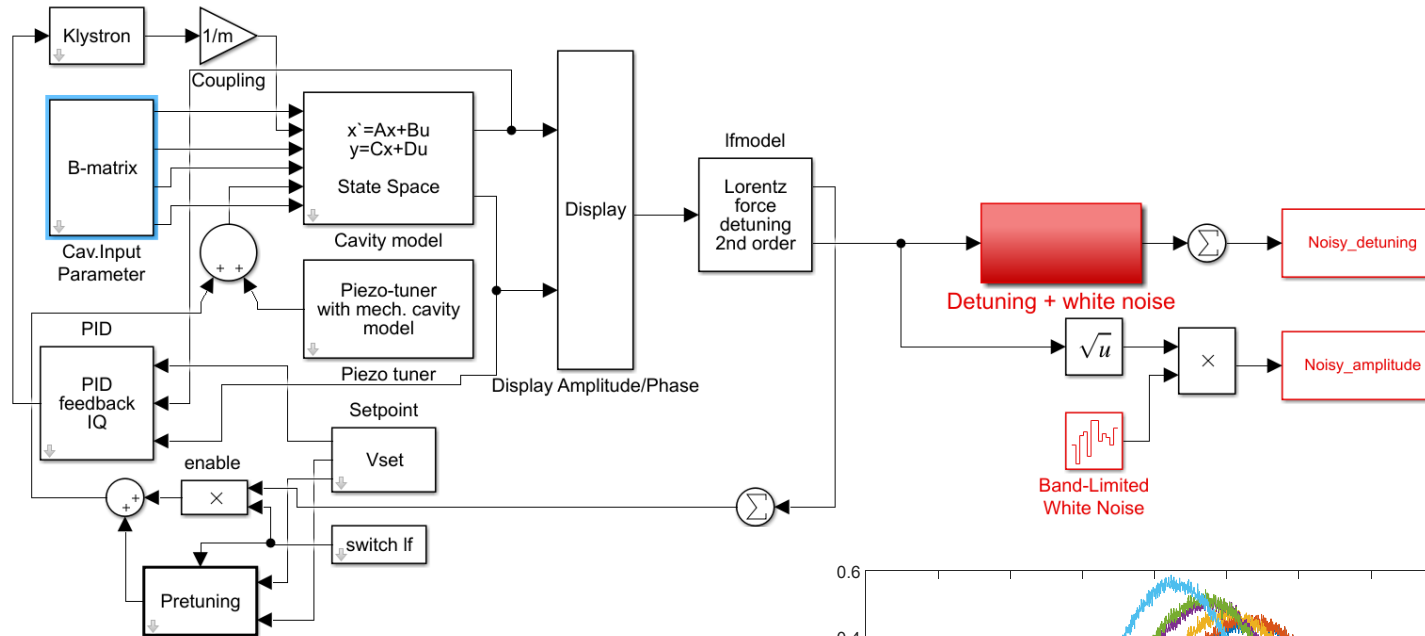 Klystron
1/m
Coupling
B-matrix
Cav.Input
Parameter
x`=Ax+Bu
y=Cx+Du
State Space
Cavity model
+ +
Piezo-tuner
with mech. cavity
model
Piezo tuner
PID
PID
feedback
IQ
Setpoint
Vset
enable
×
+
+
switch lf
Pretuning
Display
Display Amplitude/Phase
lfmodel
Lorentz
force
detuning
2nd order
∑
Detuning + white noise
∑
Noisy_detuning
√u
×
Noisy_amplitude
Band-Limited
White Noise
0.6